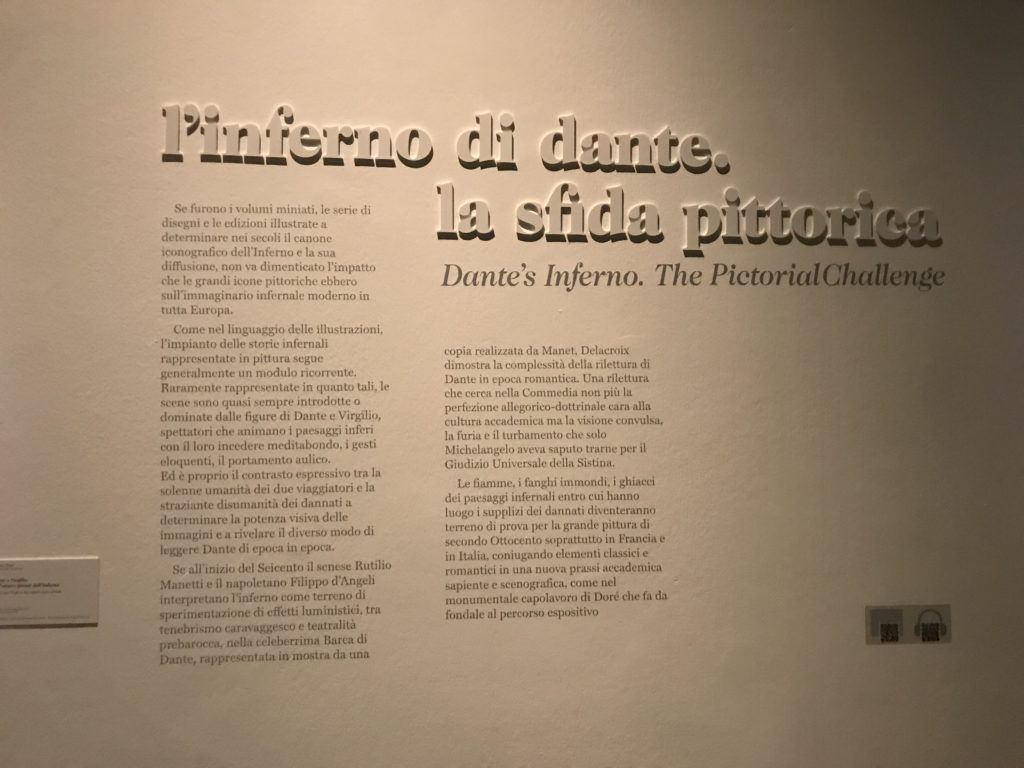 l'inferno di dante.
la sfida pittorica
Dante's Inferno. The Pictorial Challenge
Se furono i volumi miniati, le serie di
disegni e le edizioni illustrate a
determinare nei secoli il canone
iconografico dell'Inferno e la sua
diffusione, non va dimenticato l'impatto
che le grandi icone pittoriche ebbero
sull'immaginario infernale moderno in
tutta Europa.
Come nel linguaggio delle illustrazioni,
l'impianto delle storie infernali
rappresentate in pittura segue
generalmente un modulo ricorrente.
Raramente rappresentate in quanto tali, le
scene sono quasi sempre introdotte o
dominate dalle figure di Dante e Virgilio,
spettatori che animano i paesaggi inferi
con il loro incedere meditabondo, i gesti
eloquenti, il portamento aulico.
Ed è proprio il contrasto espressivo tra la
solenne umanità dei due viaggiatori e la
straziante disumanità dei dannati a
determinare la potenza visiva delle
immagini e a rivelare il diverso modo di
leggere Dante di epoca in epoca.
Se all'inizio del Seicento il senese Rutilio
Manetti e il napoletano Filippo d'Angeli
interpretano l'inferno come terreno di
sperimentazione di effetti luministici, tra
tenebrismo caravaggesco e teatralità
prebarocca, nella celeberrima Barca di
Dante, rappresentata in mostra da una
copia realizzata da Manet, Delacroix
dimostra la complessità della rilettura di
Dante in epoca romantica. Una rilettura
che cerca nella Commedia non più la
perfezione allegorico-dottrinale cara alla
cultura accademica ma la visione convulsa,
la furia e il turbamento che solo
Michelangelo aveva saputo trarne per il
Giudizio Universale della Sistina.
Le fiamme, i fanghi immondi, i ghiacci
dei paesaggi infernali entro cui hanno
luogo i supplizi dei dannati diventeranno
terreno di prova per la grande pittura di
secondo Ottocento soprattutto in Francia e
in Italia, coniugando elementi classici e
romantici in una nuova prassi accademica
sapiente e scenografica, come nel
monumentale capolavoro di Doré che fa da
fondale al percorso espositivo